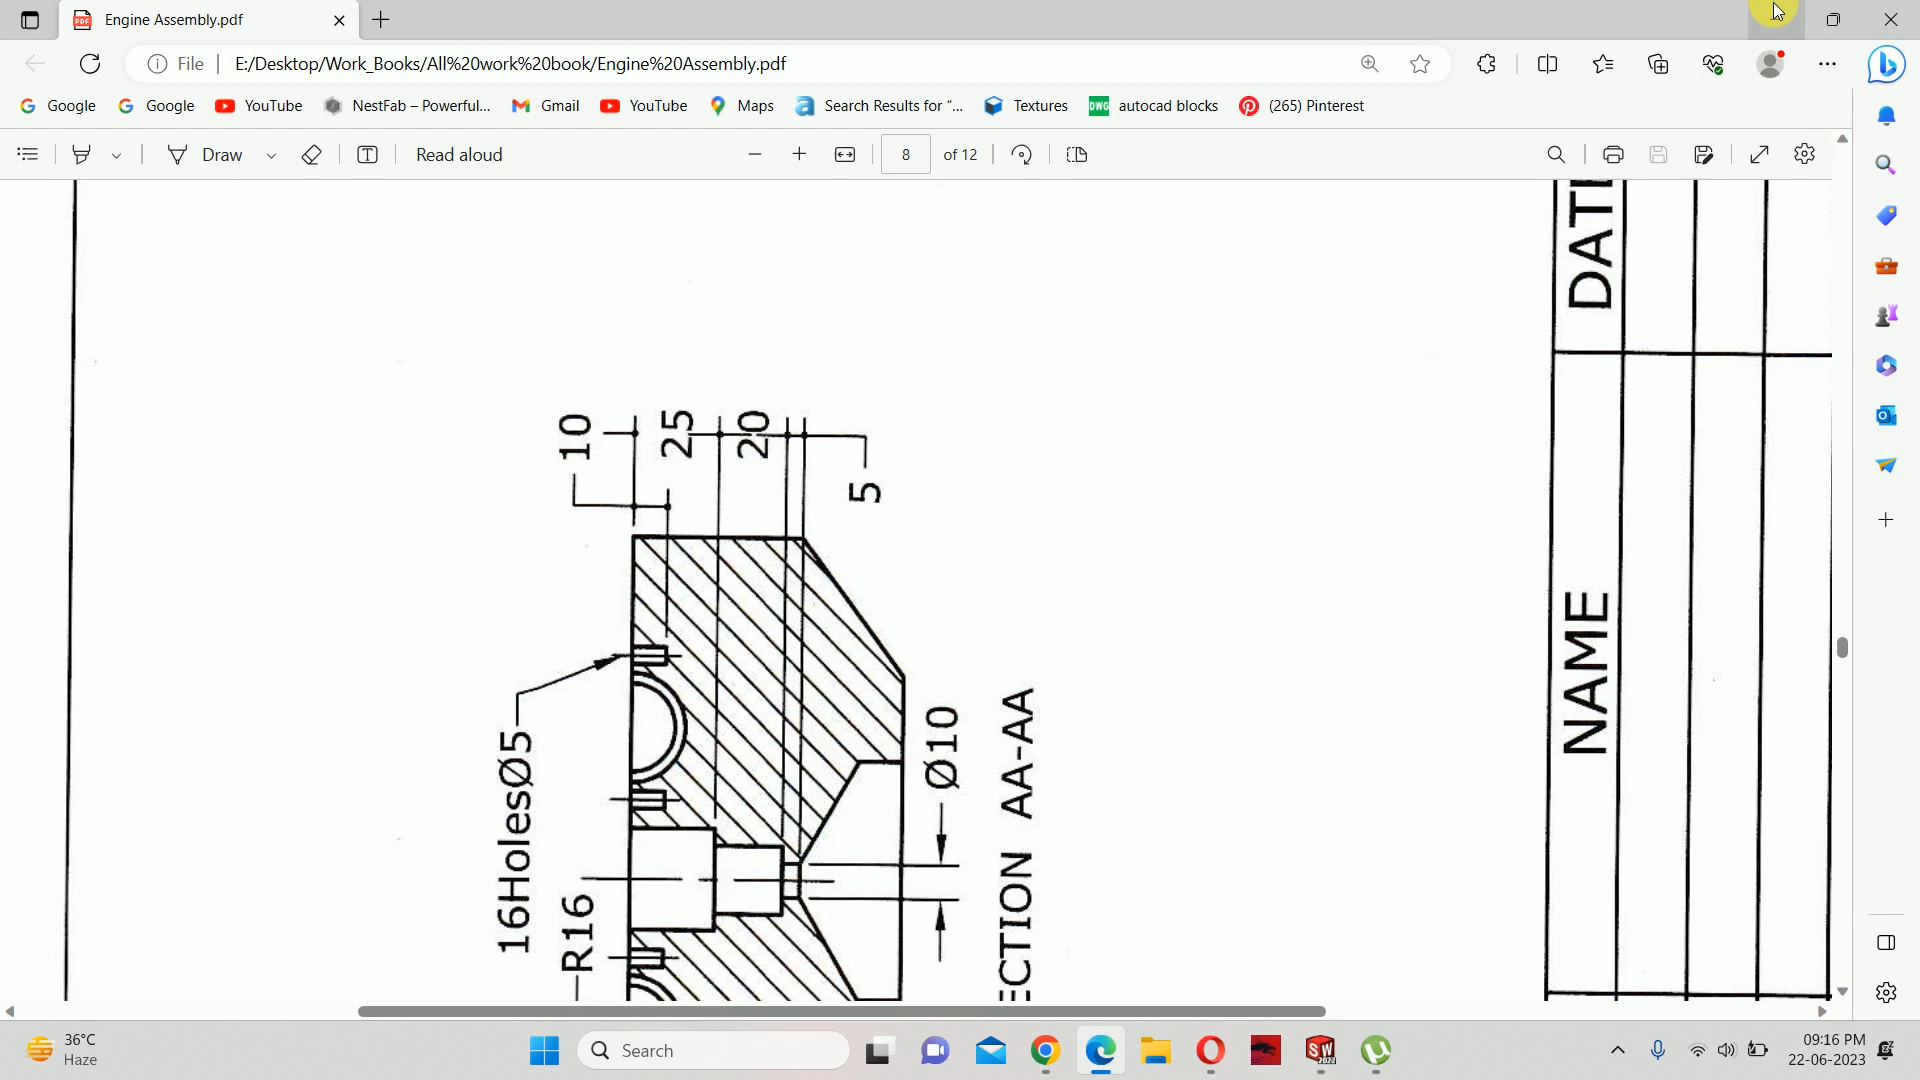 Engine Assembly.pdf
File
E:/Desktop/Work_Books/All%20work%20book/Engine%20Assembly.pdf
Google
Google
YouTube
NestFab – Powerful...
Gmail
YouTube
Maps
Search Results for “...
Textures
autocad blocks
(265) Pinterest
Draw
Read aloud
8
of 12
10
25
20
5
16HolesØ5
R16
Ø10
ECTION AA-AA
DATE
NAME
36°C
Haze
Search
09:16 PM
22-06-2023